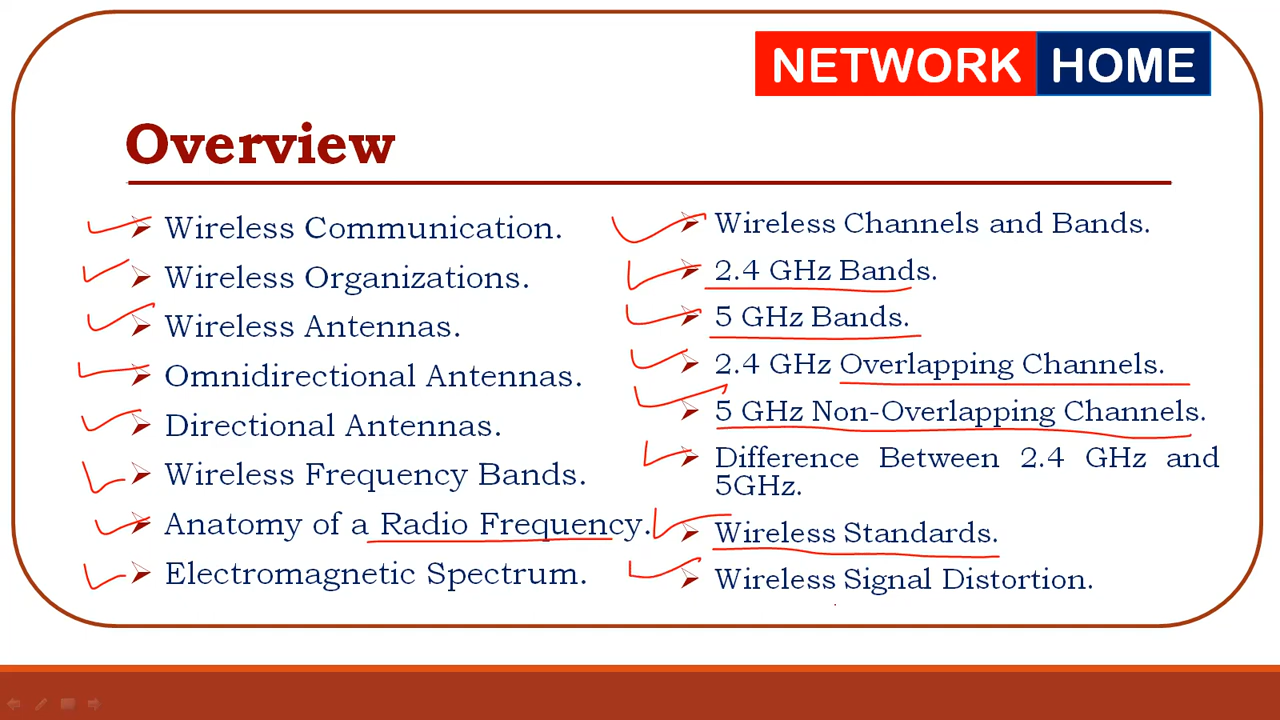 NETWORK HOME
Overview
Wireless Communication.
Wireless Organizations.
Wireless Antennas.
Omnidirectional Antennas.
Directional Antennas.
Wireless Frequency Bands.
Anatomy of a Radio Frequency.
Electromagnetic Spectrum.
Wireless Channels and Bands.
2.4 GHz Bands.
5 GHz Bands.
2.4 GHz Overlapping Channels.
5 GHz Non-Overlapping Channels.
Difference Between 2.4 GHz and
5GHz.
Wireless Standards.
Wireless Signal Distortion.